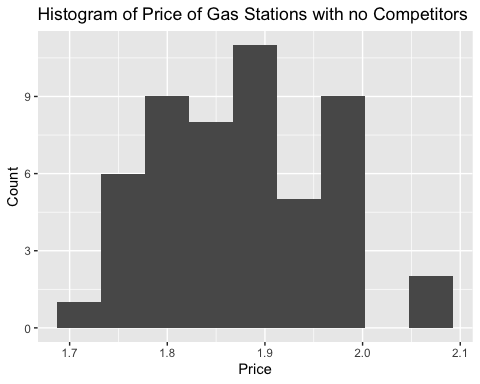 Histogram of Price of Gas Stations with no Competitors
9
6
3
0
Count
1.7 1.8 1.9 2.0 2.1
Price